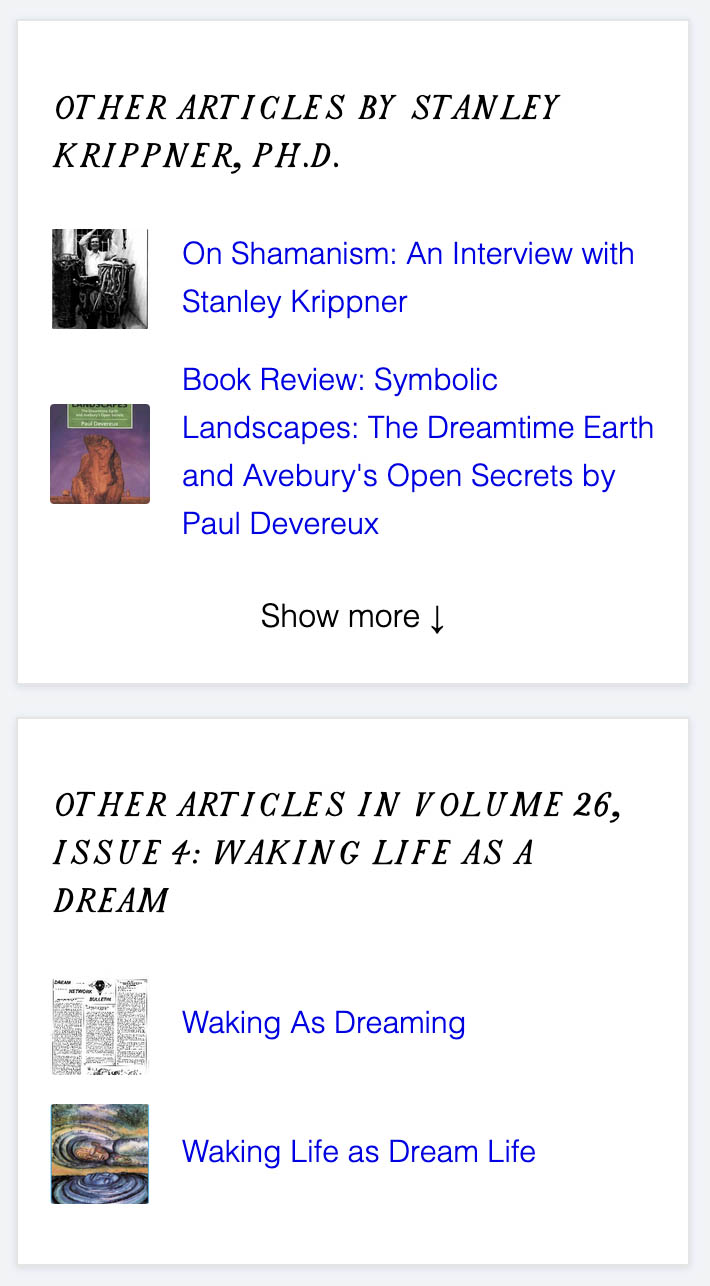 OTHER ARTICLES BY STANLEY
KRIPPNER, PH.D.
On Shamanism: An Interview with
Stanley Krippner
LANDSCAPES
The Dreamtime Earth
and Avebury's Open Secrets
Paul Devereux
Book Review: Symbolic
Landscapes: The Dreamtime Earth
and Avebury's Open Secrets by
Paul Devereux
Show more ↓
OTHER ARTICLES IN VOLUME 26,
ISSUE 4: WAKING LIFE AS A
DREAM
DREAM
NETWORK
BULLETIN
Waking As Dreaming
Waking Life as Dream Life